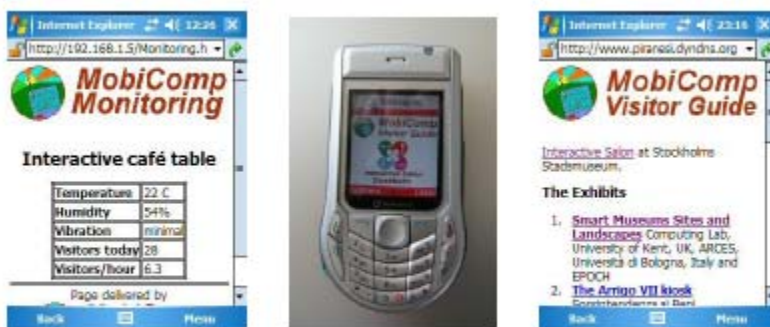 Internet Explorer 12:26
http://192.168.1.5/Monitoring.h
MobiComp
Monitoring
Interactive café table
Temperature 22 C
Humidity 54%
Vibration minimal
Visitors today 28
Visitors/hour 6.3
Page delivered by
Back Menu
MobiComp
Visitor Guide
Internet Explorer 23:16
http://www.piranesi.dyndns.org
MobiComp
Visitor Guide
Interactive Salon at Stockholms
Stadsmuseum.
The Exhibits
1. Smart Museums Sites and
Landscapes Computing Lab,
University of Kent, UK, ARCES,
Università di Bologna, Italy and
EPOCH
2. The Arrigo VII kiosk
Back Menu